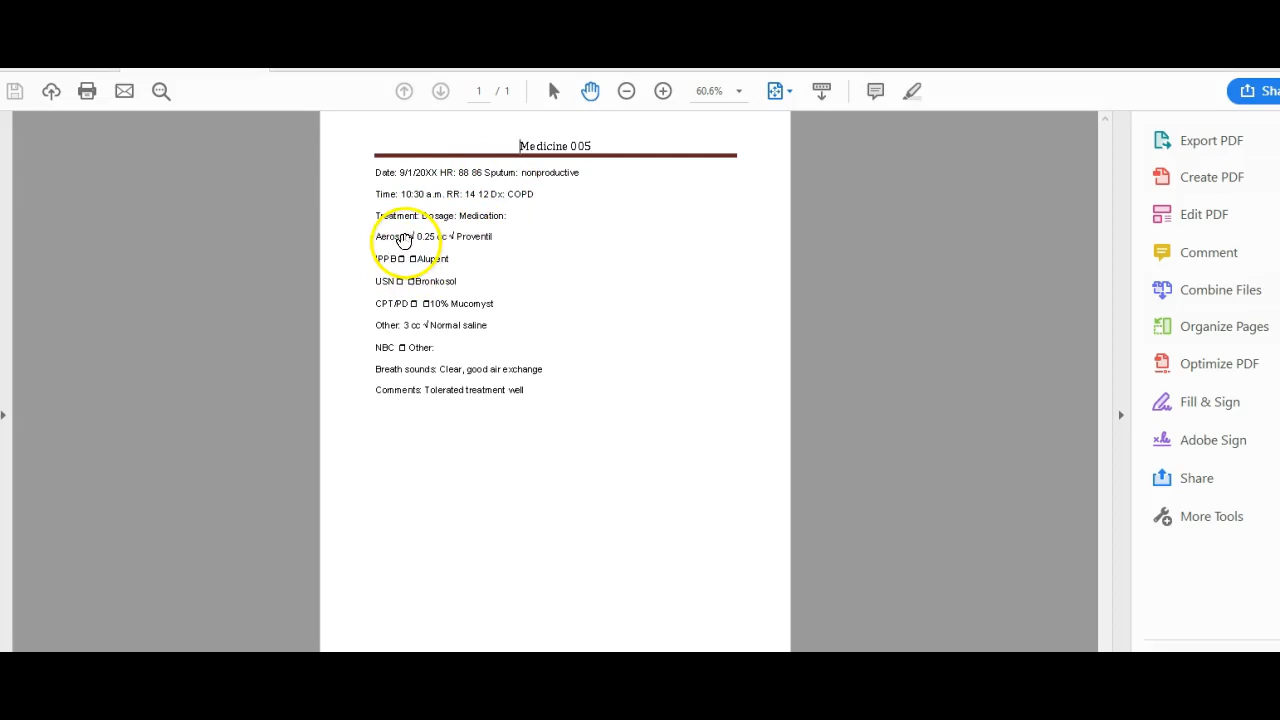 1 / 1
60.6%
Sha
Medicine 005
Date: 9/1/20XX HR: 88 86 Sputum: nonproductive
Time: 10:30 a.m. RR: 14 12 Dx: COPD
Treatment: Dosage: Medication:
√ 0.25 cc √ Proventil
IPPB □ □Alupent
USN □ □Bronkosol
CPT/PD □ □10% Mucomyst
Other: 3 cc √ Normal saline
NBC □ Other:
Breath sounds: Clear, good air exchange
Comments: Tolerated treatment well
Export PDF
Create PDF
Edit PDF
Comment
Combine Files
Organize Pages
Optimize PDF
Fill & Sign
Adobe Sign
Share
More Tools